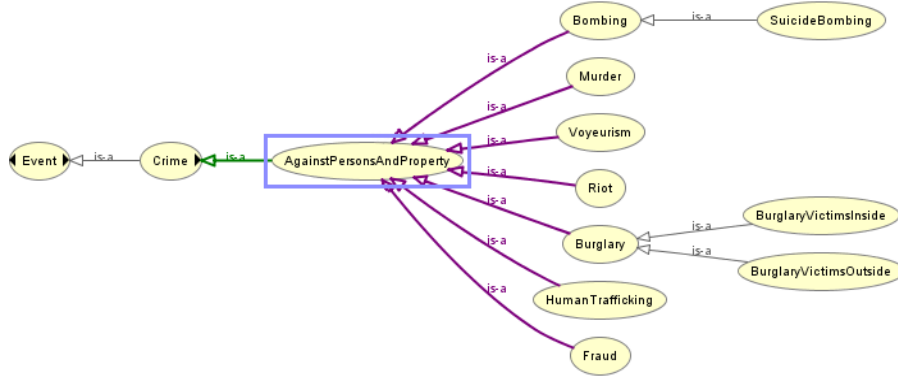 Bombing
is-a
SuicideBombing
is-a
Murder
is-a
Voyeurism
is-a
Event
is-a
Crime
is-a
AgainstPersonsAndProperty
is-a
Riot
is-a
Burglary
is-a
BurglaryVictimsInside
is-a
BurglaryVictimsOutside
is-a
HumanTrafficking
is-a
Fraud